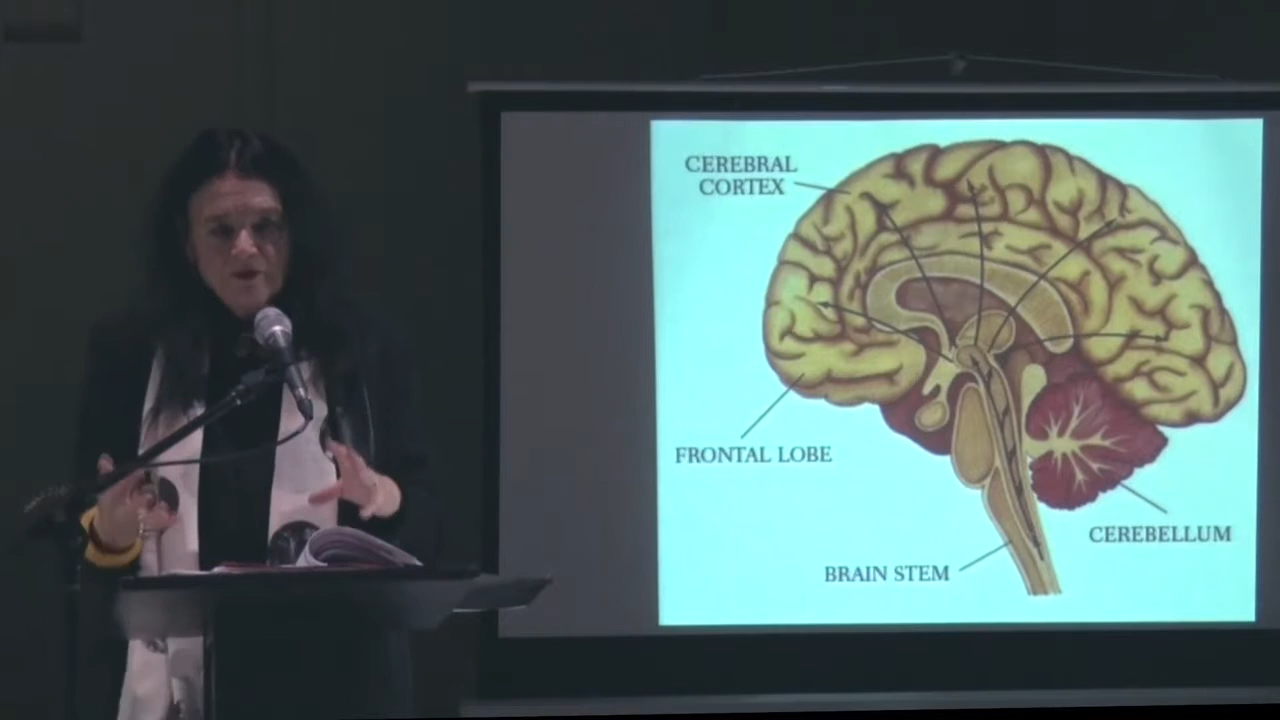 CEREBRAL
CORTEX
FRONTAL LOBE
CEREBELLUM
BRAIN STEM